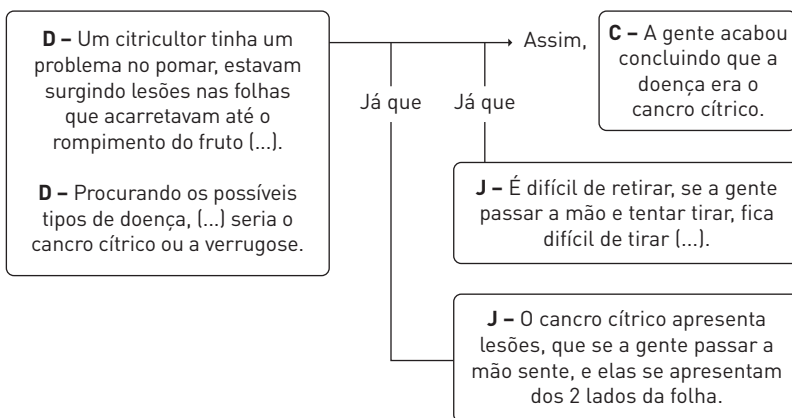 D – Um citricultor tinha um
problema no pomar, estavam
surgindo lesões nas folhas
que acarretavam até o
rompimento do fruto (...).
D – Procurando os possíveis
tipos de doença, (...) seria o
cancro cítrico ou a verrugose.
Já que
Já que
Assim,
C – A gente acabou
concluindo que a
doença era o
cancro cítrico.
J – É difícil de retirar, se a gente
passar a mão e tentar tirar, fica
difícil de tirar (...).
J – O cancro cítrico apresenta
lesões, que se a gente passar a
mão sente, e elas se apresentam
dos 2 lados da folha.